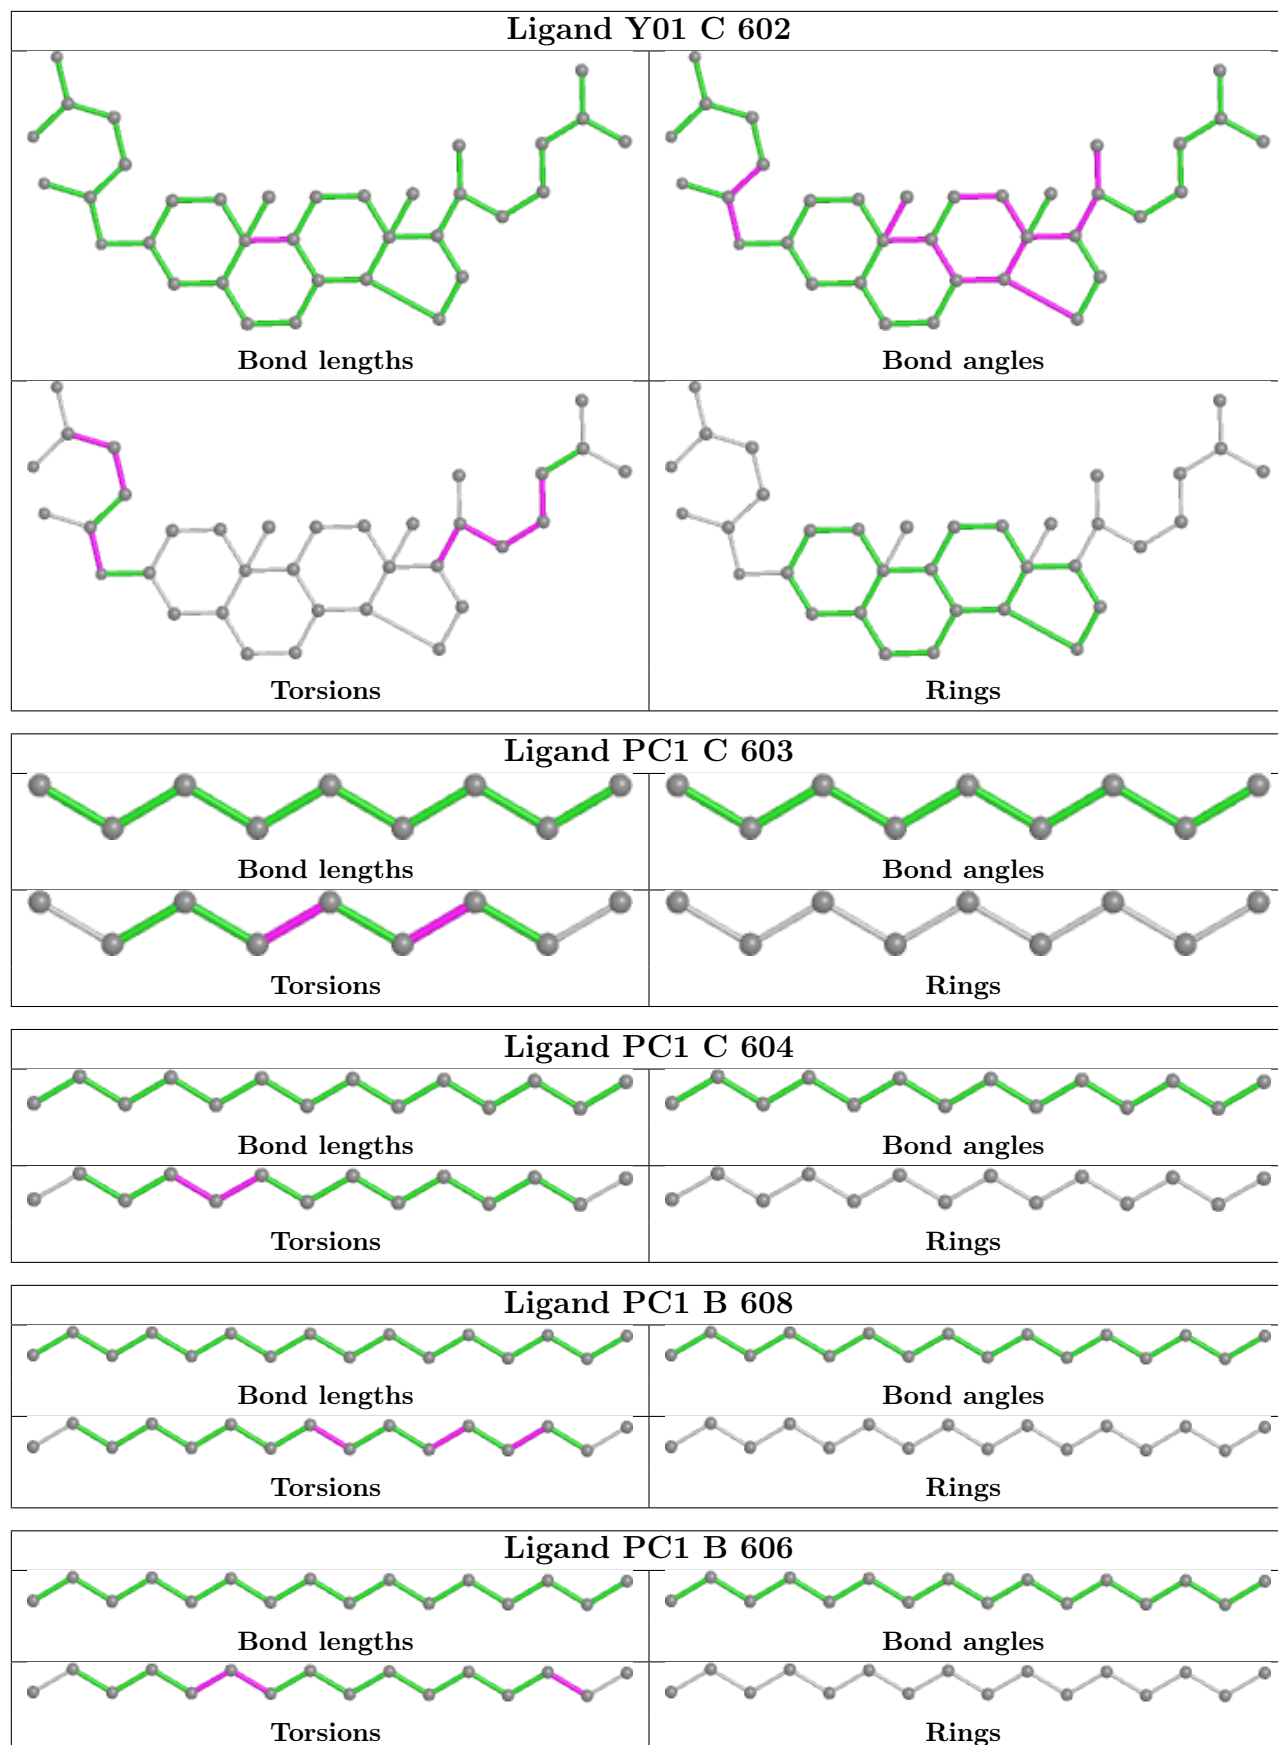 Ligand Y01 C 602
Bond lengths
Bond angles
Torsions
Rings
Ligand PC1 C 603
Bond lengths
Bond angles
Torsions
Rings
Ligand PC1 C 604
Bond lengths
Bond angles
Torsions
Rings
Ligand PC1 B 608
Bond lengths
Bond angles
Torsions
Rings
Ligand PC1 B 606
Bond lengths
Bond angles
Torsions
Rings